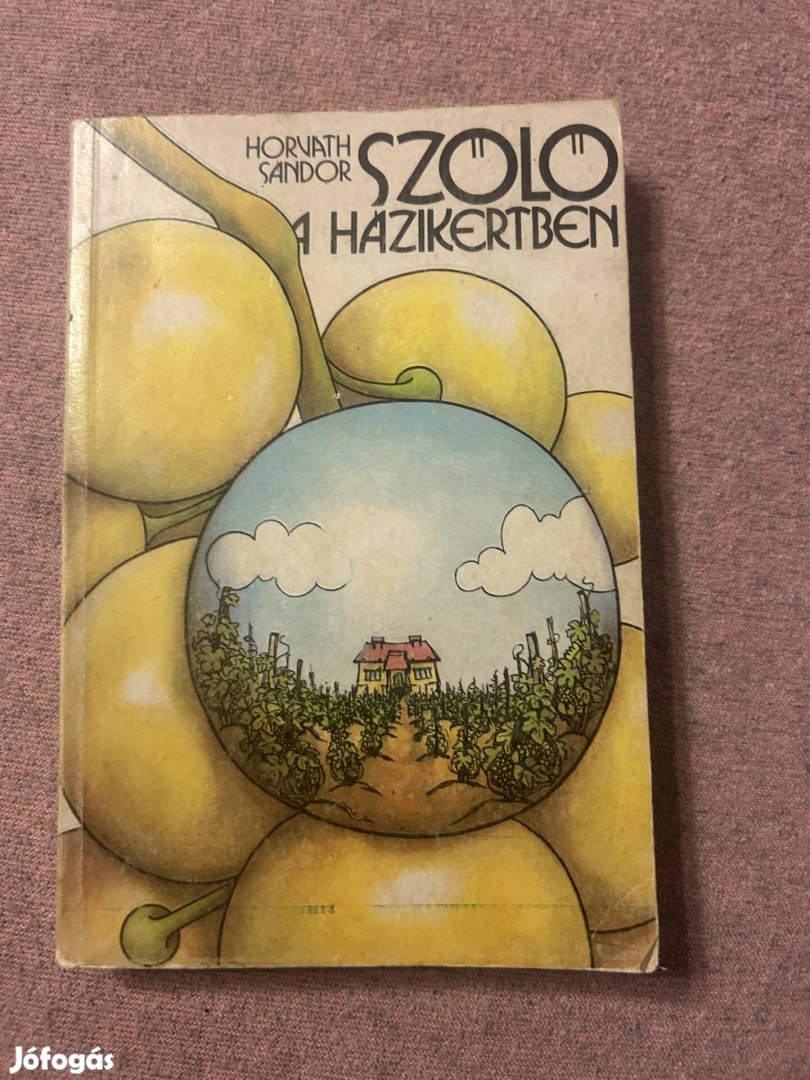 HORVÁTH SZŐLŐ
SÁNDOR
A HÁZIKERTBEN
Jófogás